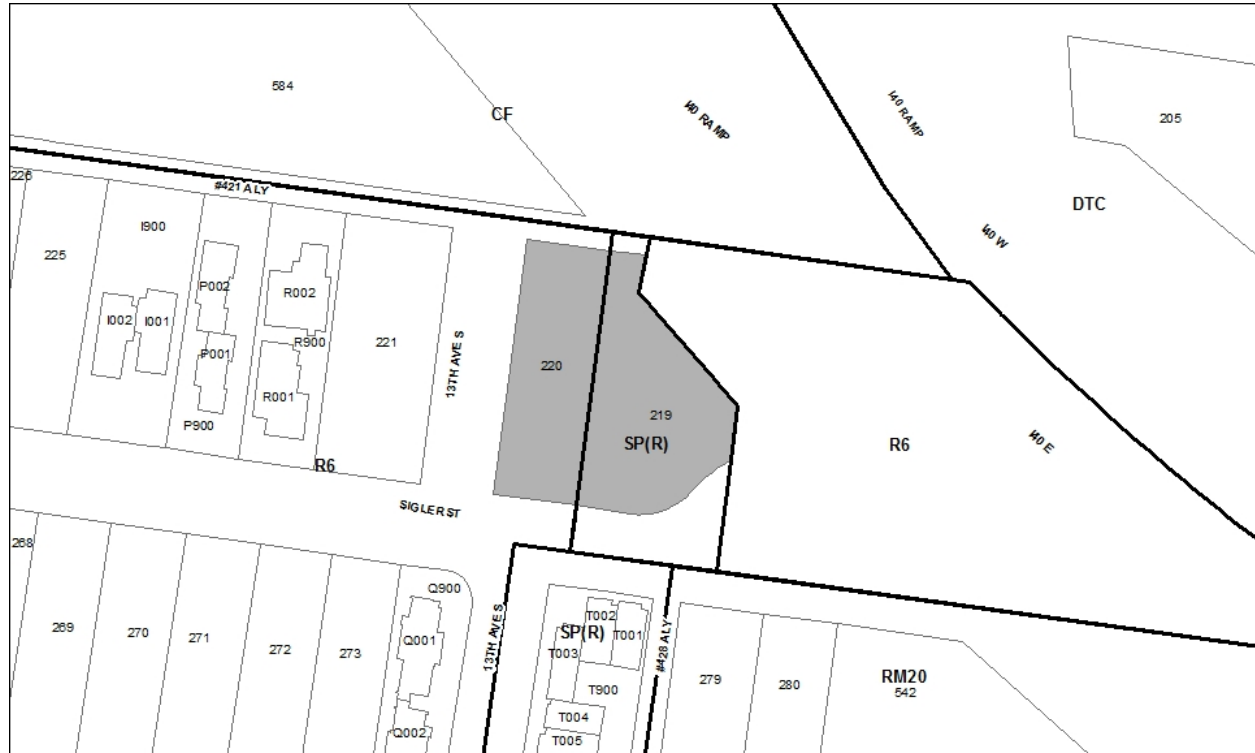 584
CF
I40 RAMP
I40 RAMP
205
226
#421 ALY
I900
DTC
I40 W
225
P002
R002
I002
I001
R900
221
P001
13TH AVE S
220
R001
219
P900
SP(R)
R6
I40 E
R6
SIGLER ST
268
Q900
269
270
271
272
273
Q001
13TH AVE S
T002
T001
SP(R)
T003
#428 ALY
T900
279
280
RM20
542
T004
Q002
T005